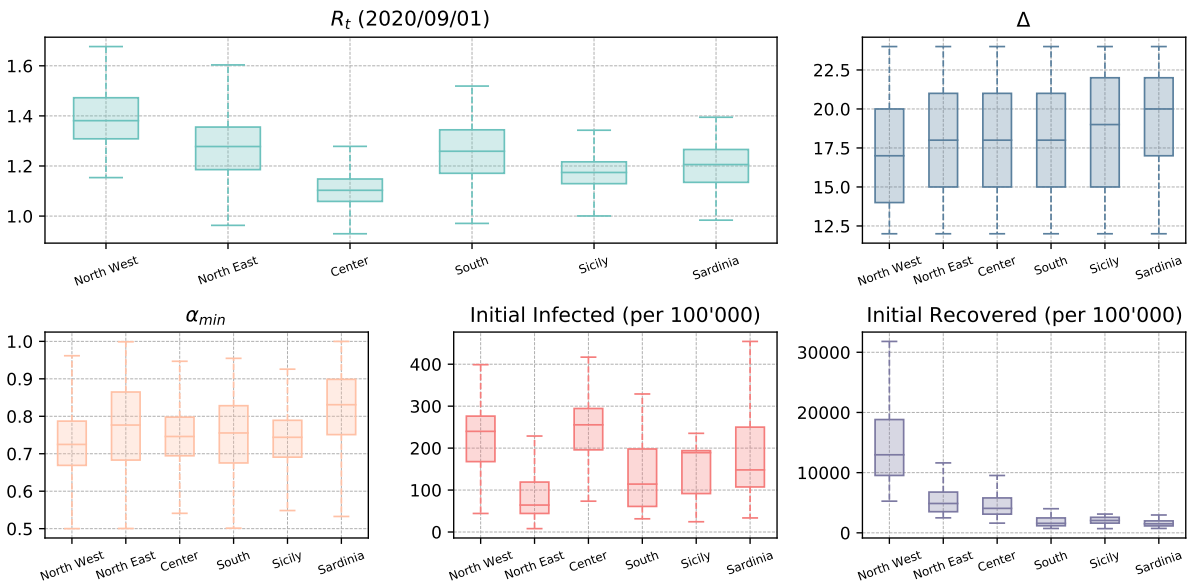 R_t (2020/09/01)
1.6
1.4
1.2
1.0
North West
North East
Center
South
Sicily
Sardinia
Δ
22.5
20.0
17.5
15.0
12.5
North West
North East
Center
South
Sicily
Sardinia
α_min
1.0
0.9
0.8
0.7
0.6
0.5
North West
North East
Center
South
Sicily
Sardinia
Initial Infected (per 100'000)
400
300
200
100
0
North West
North East
Center
South
Sicily
Sardinia
Initial Recovered (per 100'000)
30000
20000
10000
0
North West
North East
Center
South
Sicily
Sardinia